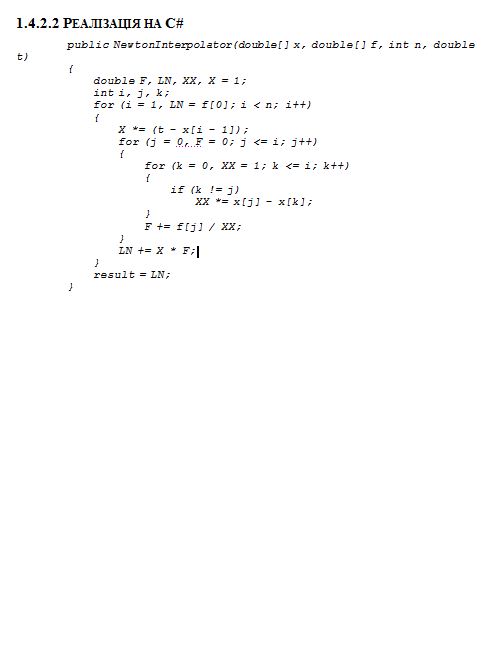 1.4.2.2 РЕАЛІЗАЦІЯ НА C#
public NewtonInterpolator(double[] x, double[] f, int n, double
t)
{
double F, LN, XX, X = 1;
int i, j, k;
for (i = 1, LN = f[0]; i < n; i++)
{
X *= (t - x[i - 1]);
for (j = 0, F = 0; j <= i; j++)
{
for (k = 0, XX = 1; k <= i; k++)
{
if (k != j)
XX *= x[j] - x[k];
}
F += f[j] / XX;
}
LN += X * F;
}
result = LN;
}